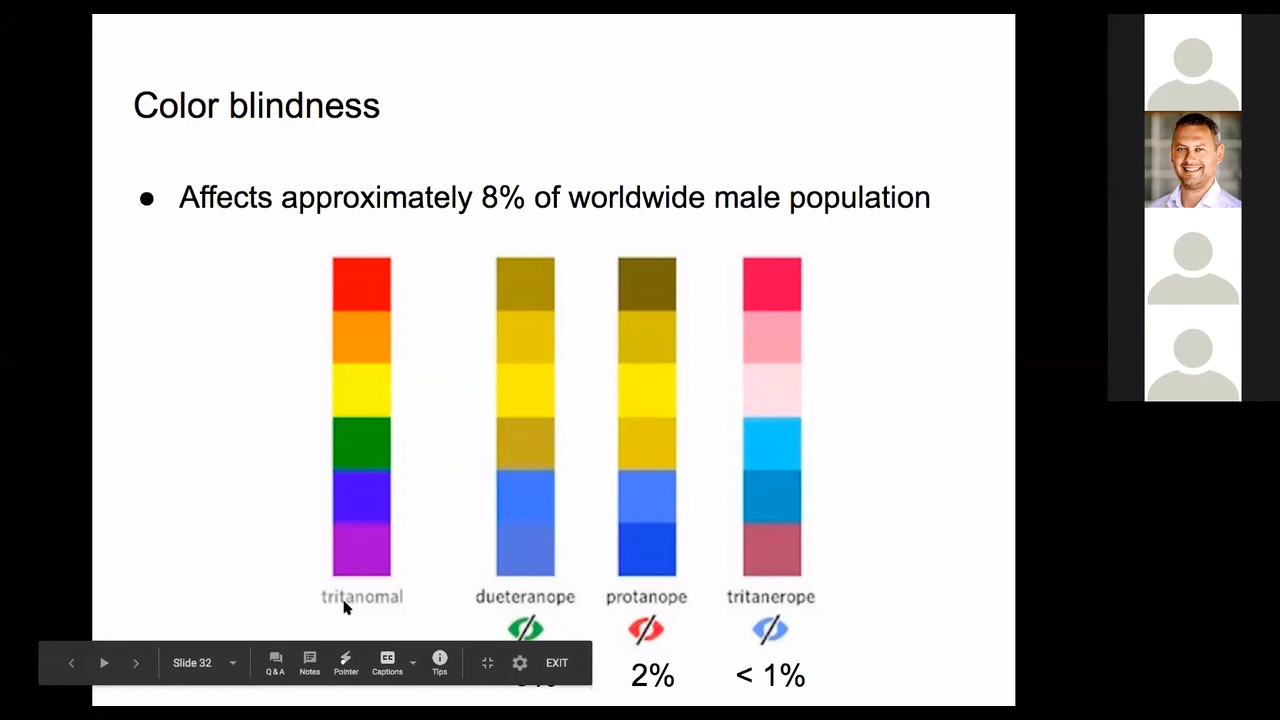 Color blindness
● Affects approximately 8% of worldwide male population
tritanomal dueteranope protanope tritanerope
2% < 1%
Slide 32 Q & A Notes Pointer Captions Tips EXIT